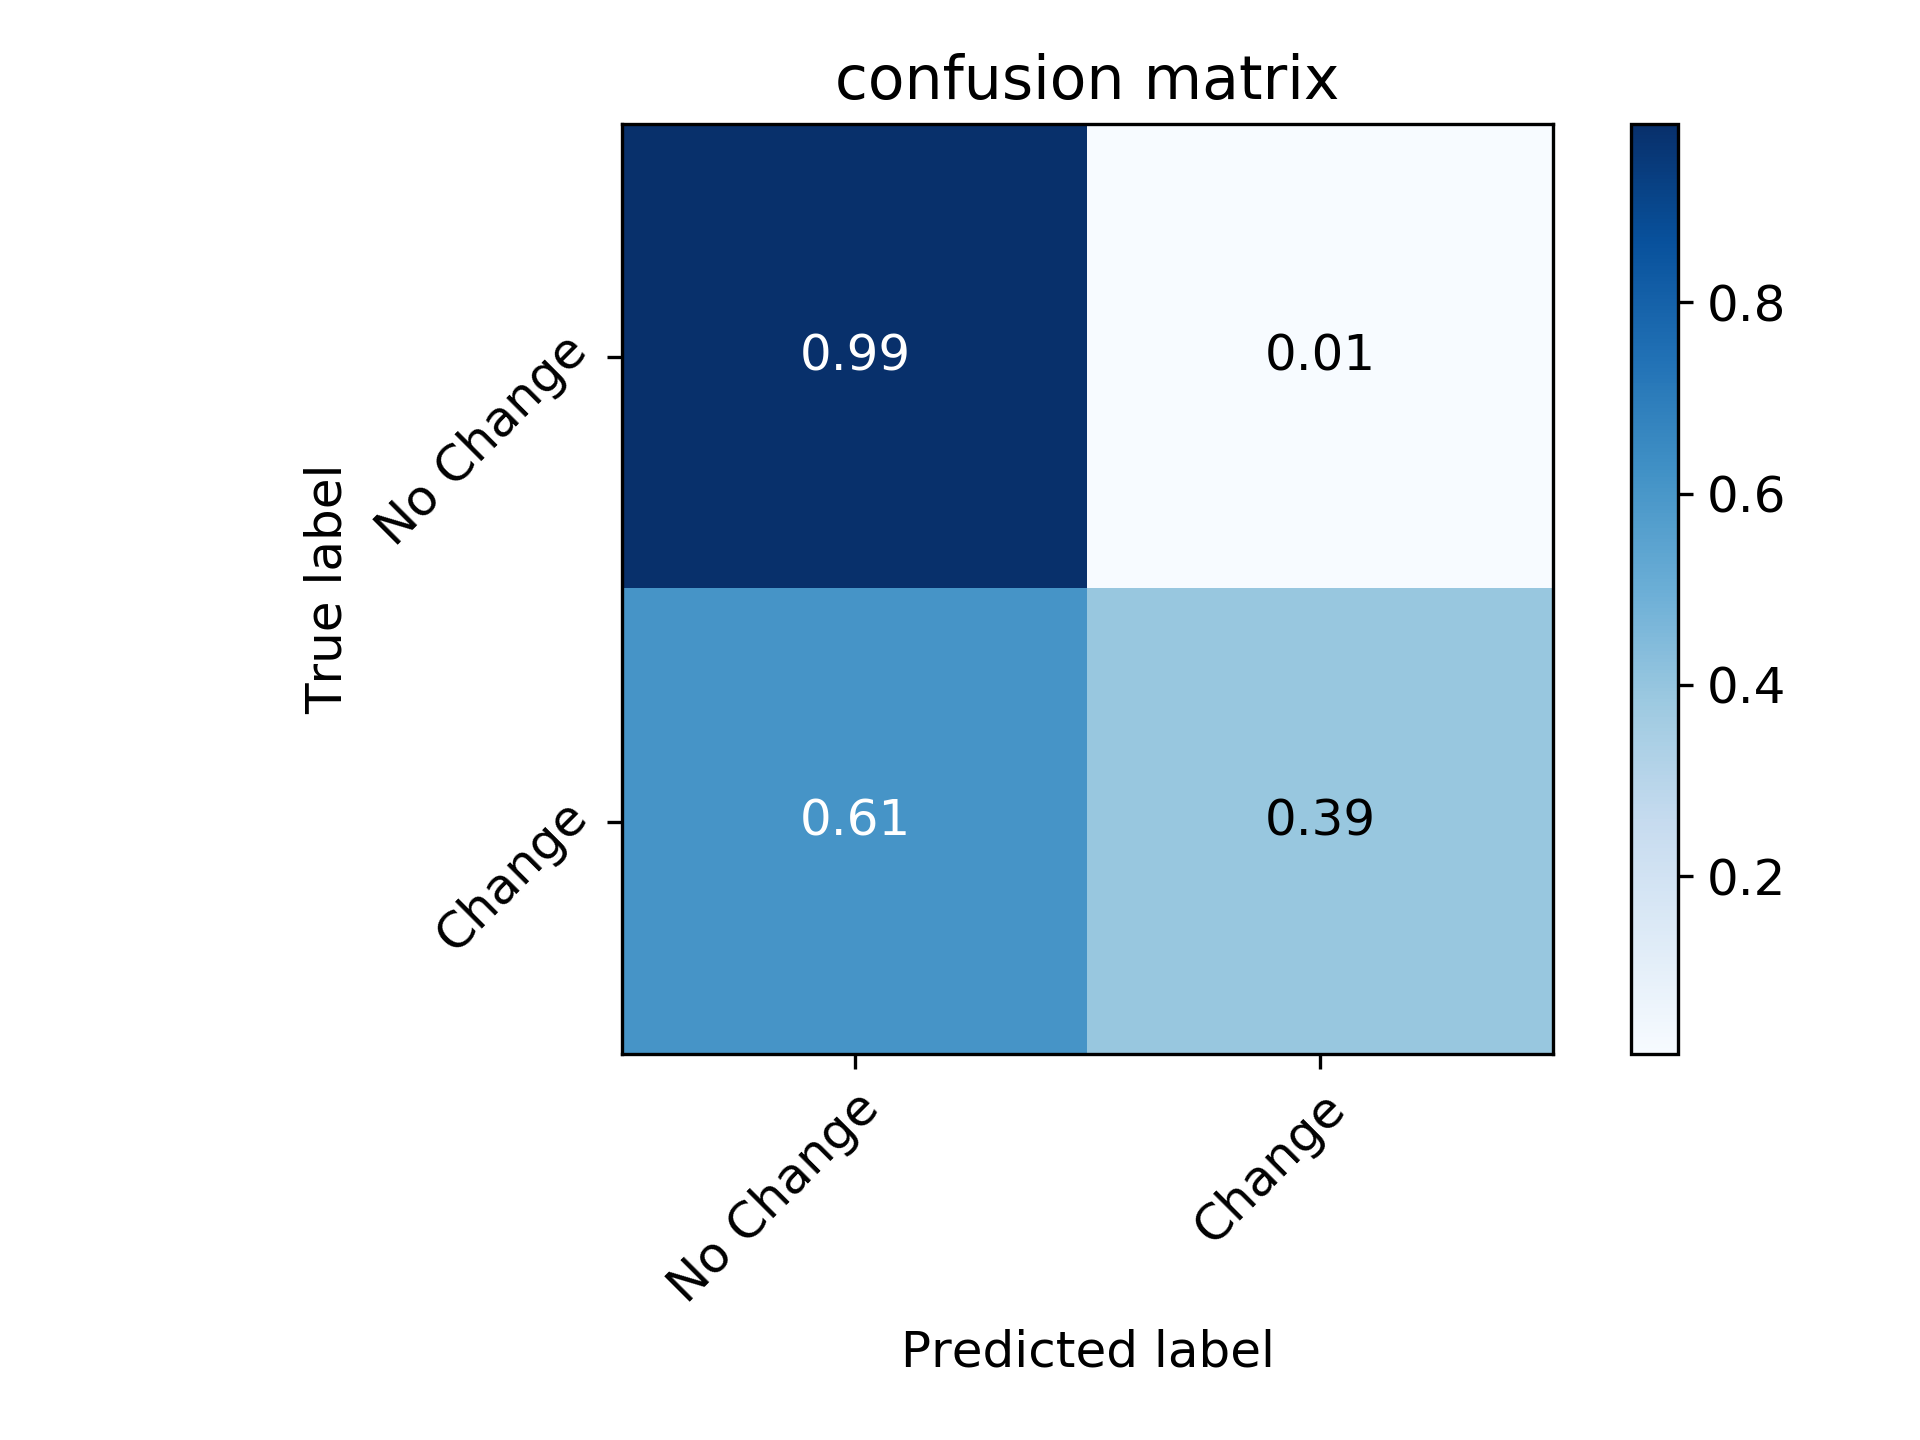 confusion matrix
True label
No Change
0.99
0.01
Change
0.61
0.39
No Change
Change
Predicted label
0.8
0.6
0.4
0.2